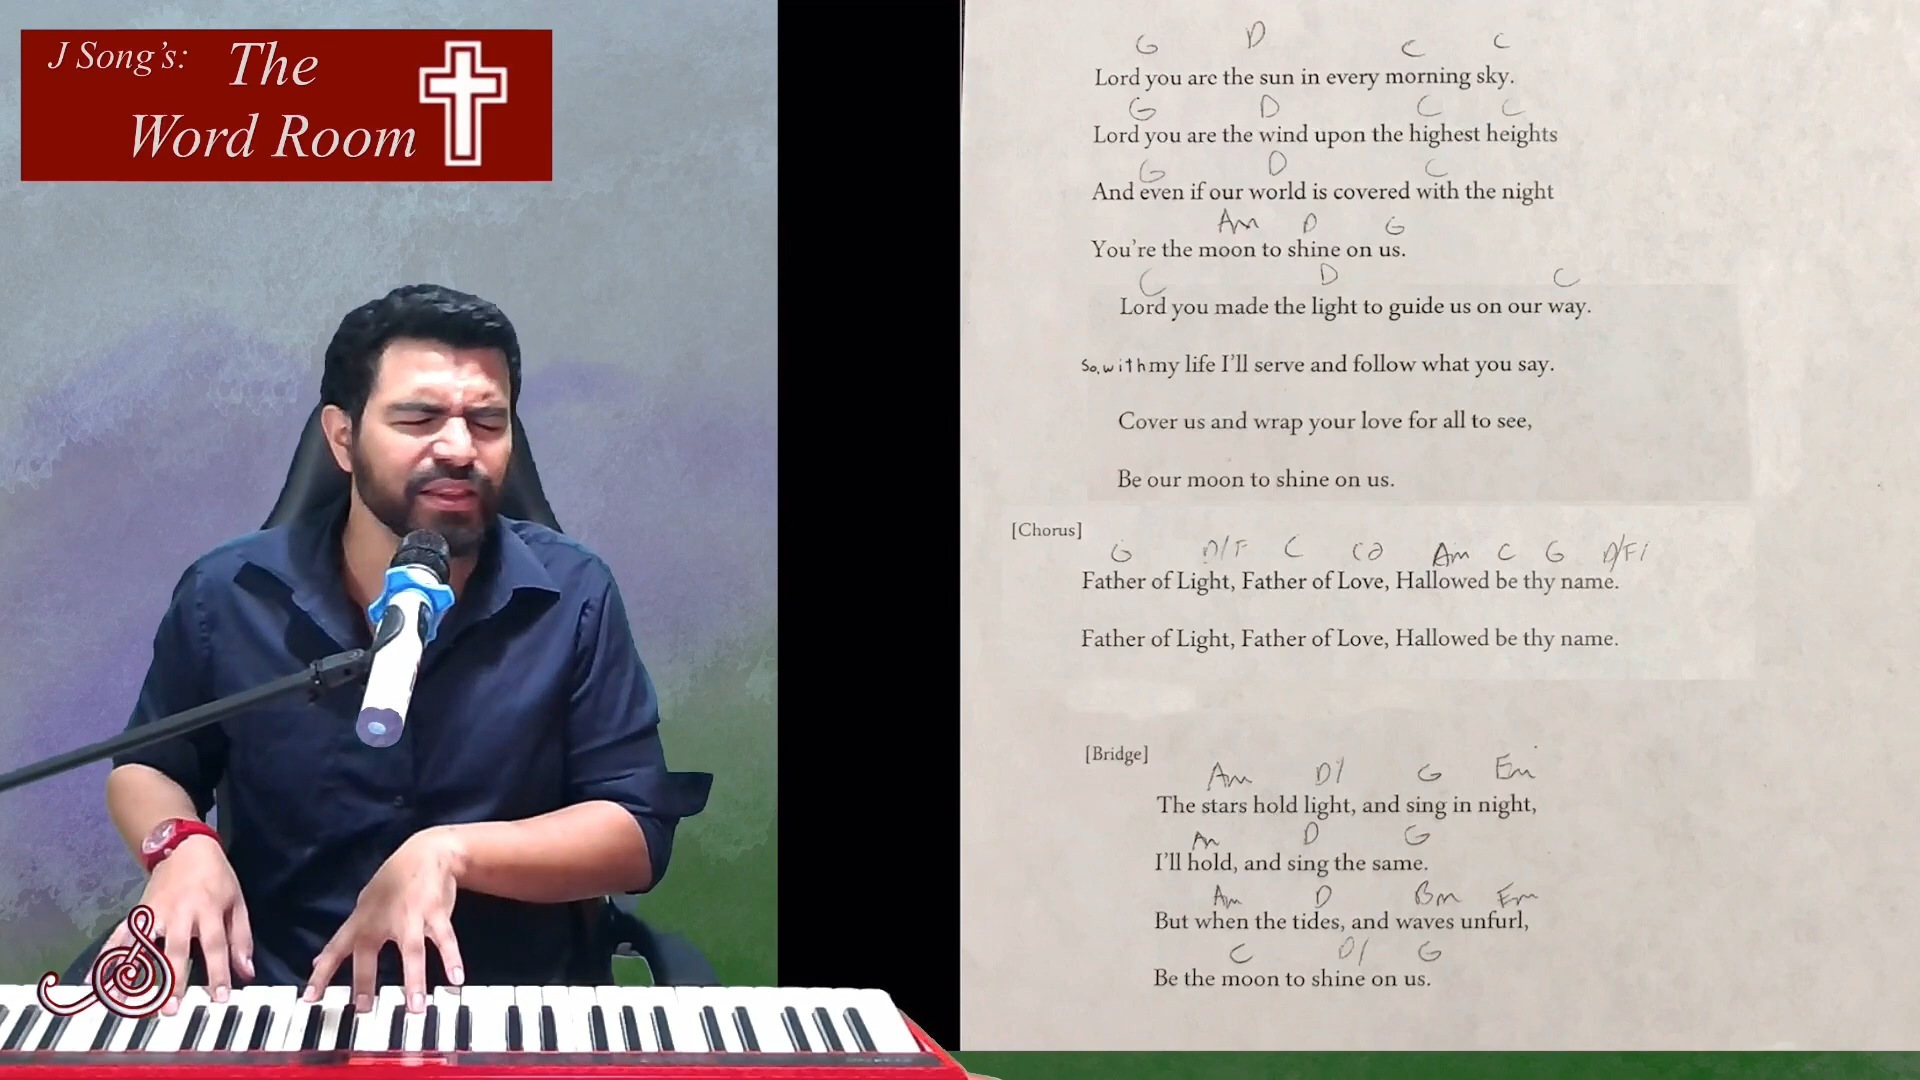 J Song's: The
Word Room
G D C C
Lord you are the sun in every morning sky.
G D C C
Lord you are the wind upon the highest heights
G D C
And even if our world is covered with the night
Am D G
You're the moon to shine on us.
C D C
Lord you made the light to guide us on our way.
So, with my life I'll serve and follow what you say.
Cover us and wrap your love for all to see,
Be our moon to shine on us.
[Chorus]
G D/F C Am C G
Father of Light, Father of Love, Hallowed be thy name.
Father of Light, Father of Love, Hallowed be thy name.
[Bridge]
Am D/ G Em
The stars hold light, and sing in night,
Am D G
I'll hold, and sing the same.
Am D Bm Em
But when the tides, and waves unfurl,
C D/ G
Be the moon to shine on us.